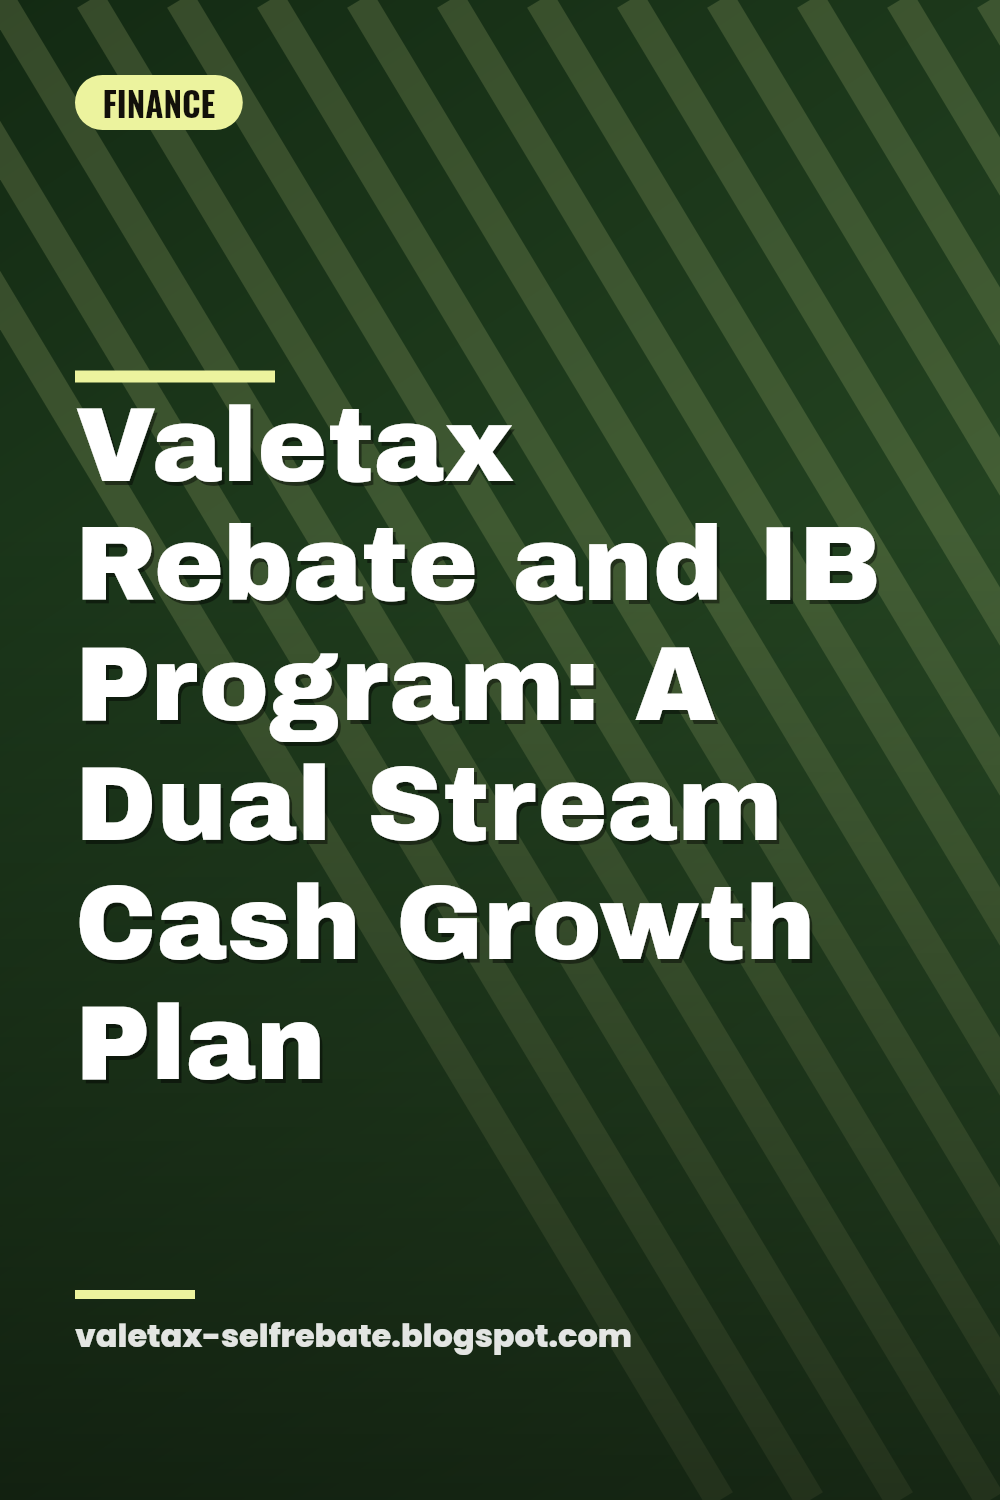 FINANCE
Valetax
Rebate and IB
Program: A
Dual Stream
Cash Growth
Plan
valetax-selfrebate.blogspot.com